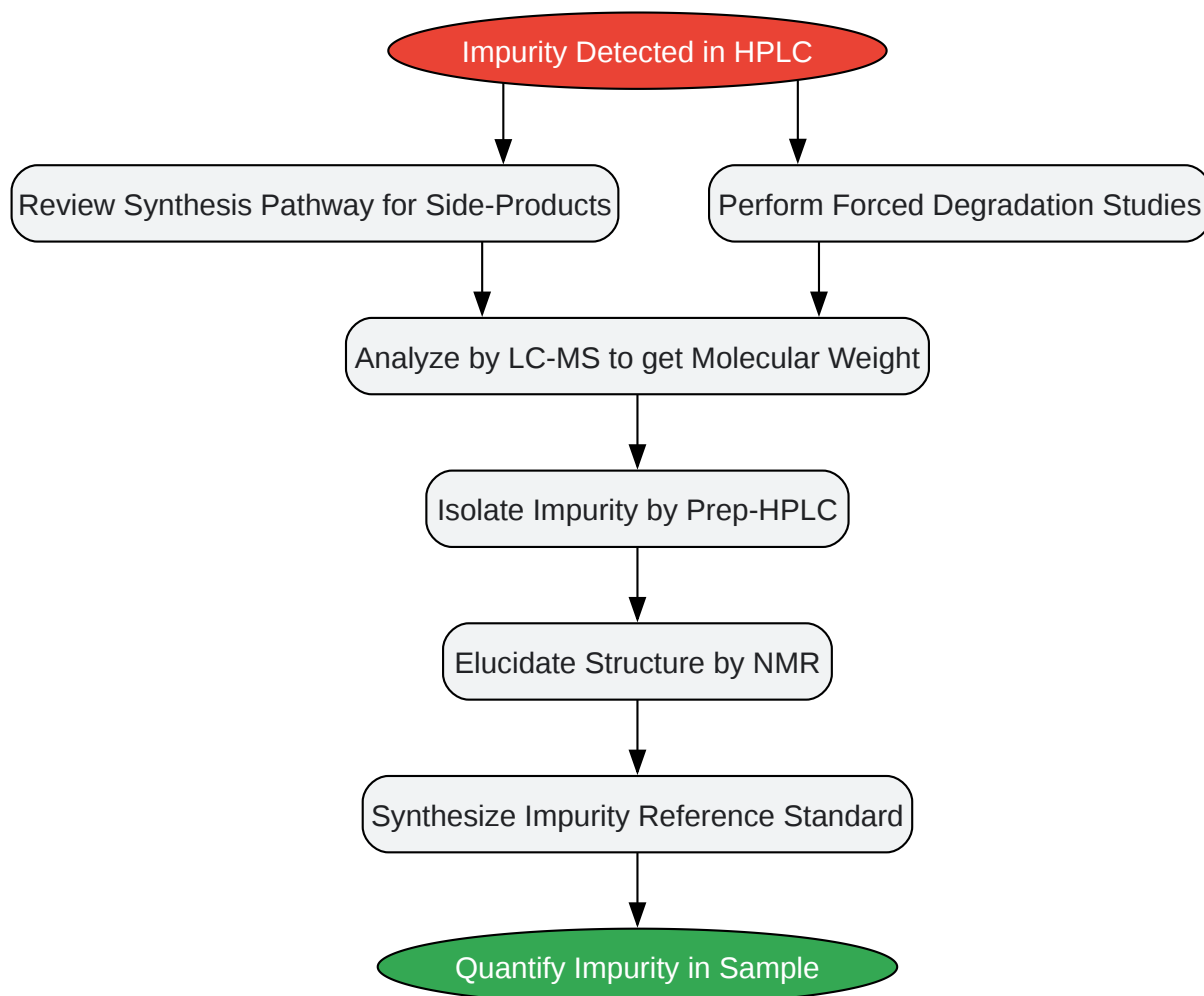 Impurity Detected in HPLC
Review Synthesis Pathway for Side-Products
Perform Forced Degradation Studies
Analyze by LC-MS to get Molecular Weight
Isolate Impurity by Prep-HPLC
Elucidate Structure by NMR
Synthesize Impurity Reference Standard
Quantify Impurity in Sample